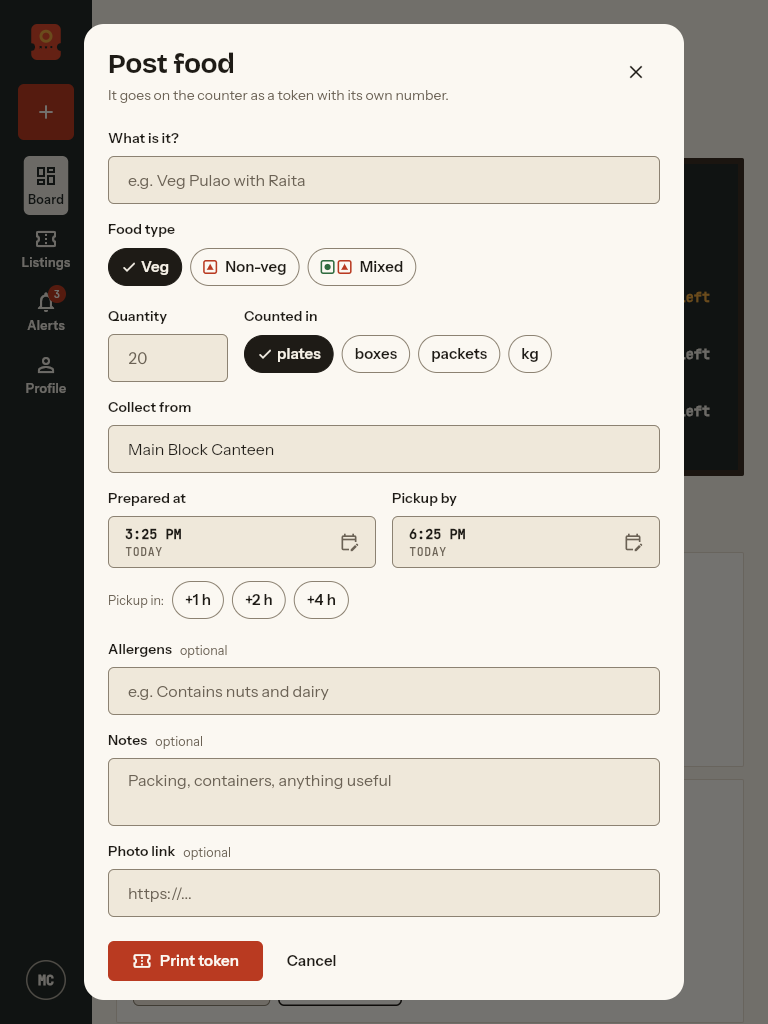 Post food
It goes on the counter as a token with its own number.
What is it?
e.g. Veg Pulao with Raita
Food type
Veg
Non-veg
Mixed
Quantity
Counted in
20
plates
boxes
packets
kg
Collect from
Main Block Canteen
Prepared at
Pickup by
3:25 PM
TODAY
6:25 PM
TODAY
Pickup in:
+1 h
+2 h
+4 h
Allergens optional
e.g. Contains nuts and dairy
Notes optional
Packing, containers, anything useful
Photo link optional
https://...
Print token
Cancel
+
Board
Listings
3
Alerts
Profile
MC
left
left
left